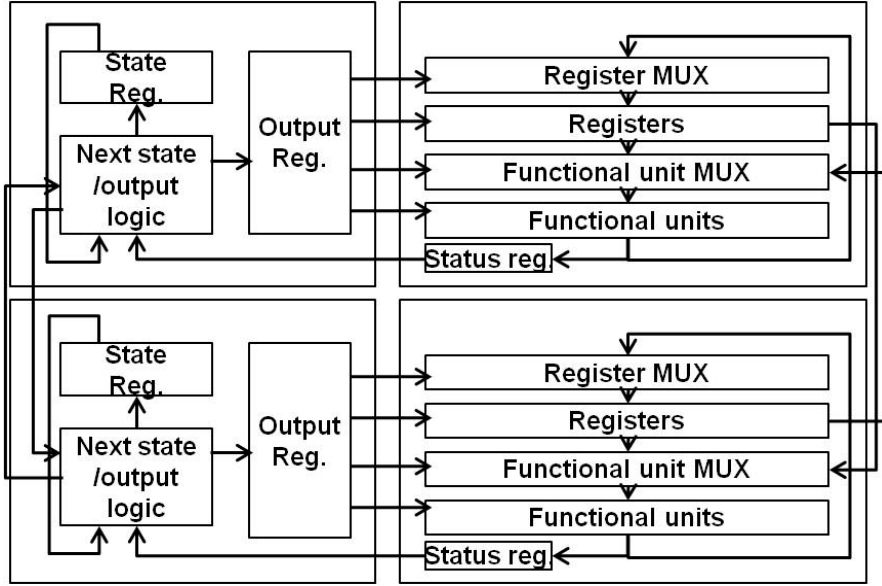 State
Reg.
Next state
/output
logic
Output
Reg.
Register MUX
Registers
Functional unit MUX
Functional units
Status reg.
State
Reg.
Next state
/output
logic
Output
Reg.
Register MUX
Registers
Functional unit MUX
Functional units
Status reg.